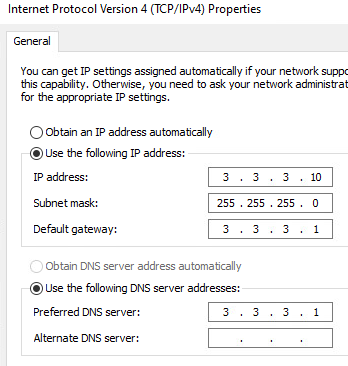 Internet Protocol Version 4 (TCP/IPv4) Properties
General
You can get IP settings assigned automatically if your network
this capability. Otherwise, you need to ask your network
for the appropriate IP settings.
Obtain an IP address automatically
Use the following IP address:
IP address: 3 . 3 . 3 . 10
Subnet mask: 255 . 255 . 255 . 0
Default gateway: 3 . 3 . 3 . 1
Obtain DNS server address automatically
Use the following DNS server addresses:
Preferred DNS server: 3 . 3 . 3 . 1
Alternate DNS server: . . .